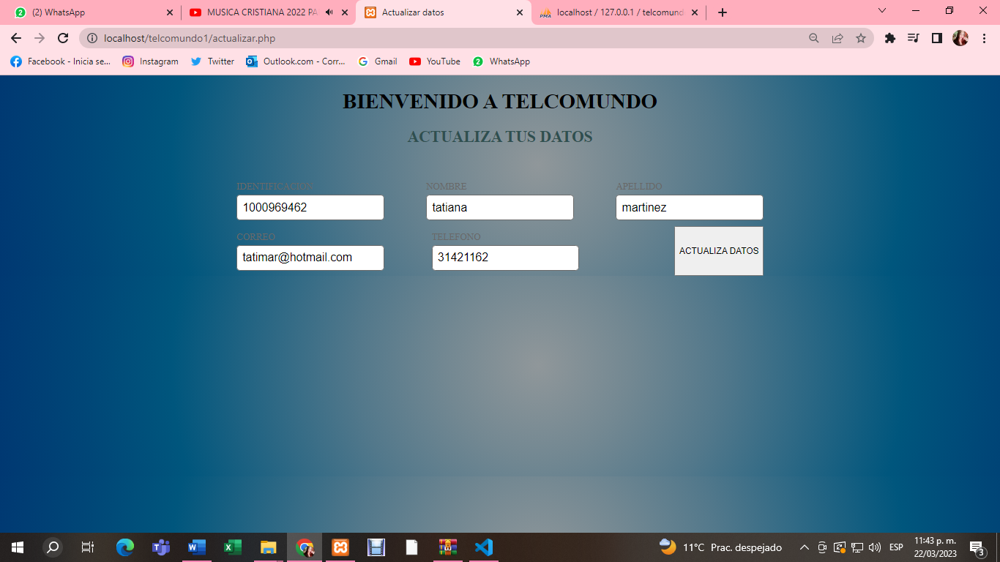 (2) WhatsApp
MUSICA CRISTIANA 2022 PA
Actualizar datos
localhost / 127.0.0.1 / telcomund
localhost/telcomundo1/actualizar.php
Facebook - Inicia se...
Instagram
Twitter
Outlook.com - Corr...
Gmail
YouTube
WhatsApp
BIENVENIDO A TELCOMUNDO
ACTUALIZA TUS DATOS
IDENTIFICACION
NOMBRE
APELLIDO
1000969462
tatiana
martinez
CORREO
TELEFONO
tatimar@hotmail.com
31421162
ACTUALIZA DATOS
11°C Prac. despejado
ESP
11:43 p. m.
22/03/2023
3